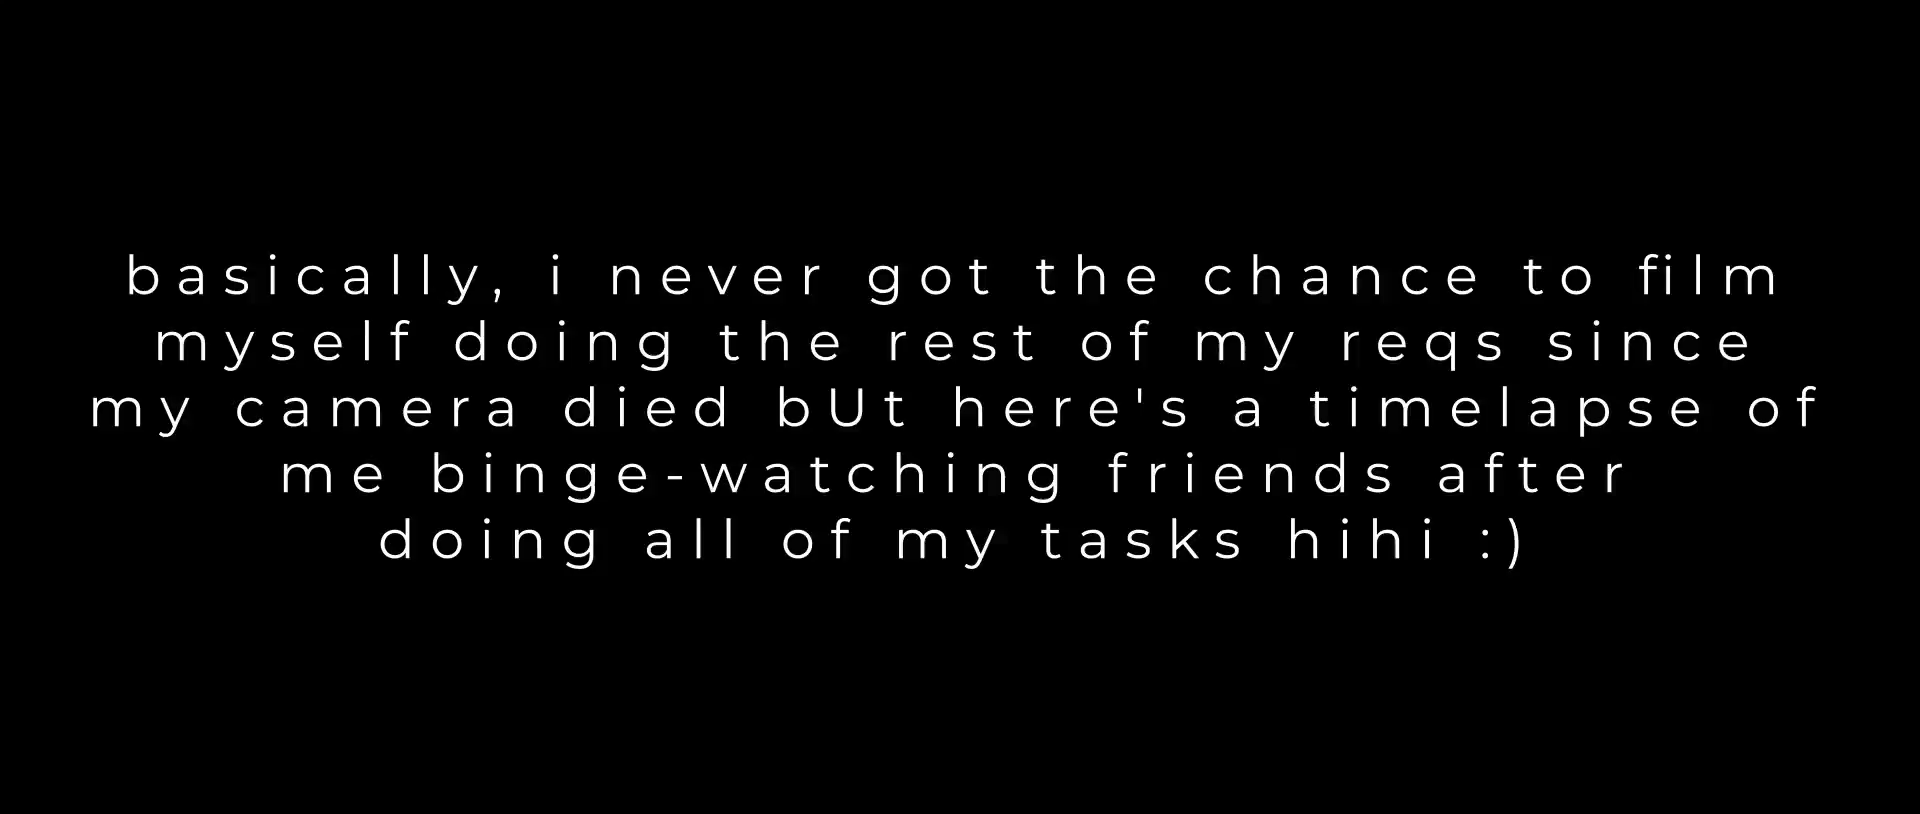 basically, i never got the chance to film
myself doing the rest of my reqs since
my camera died bUt here's a timelapse of
me binge-watching friends after
doing all of my tasks hihi :)